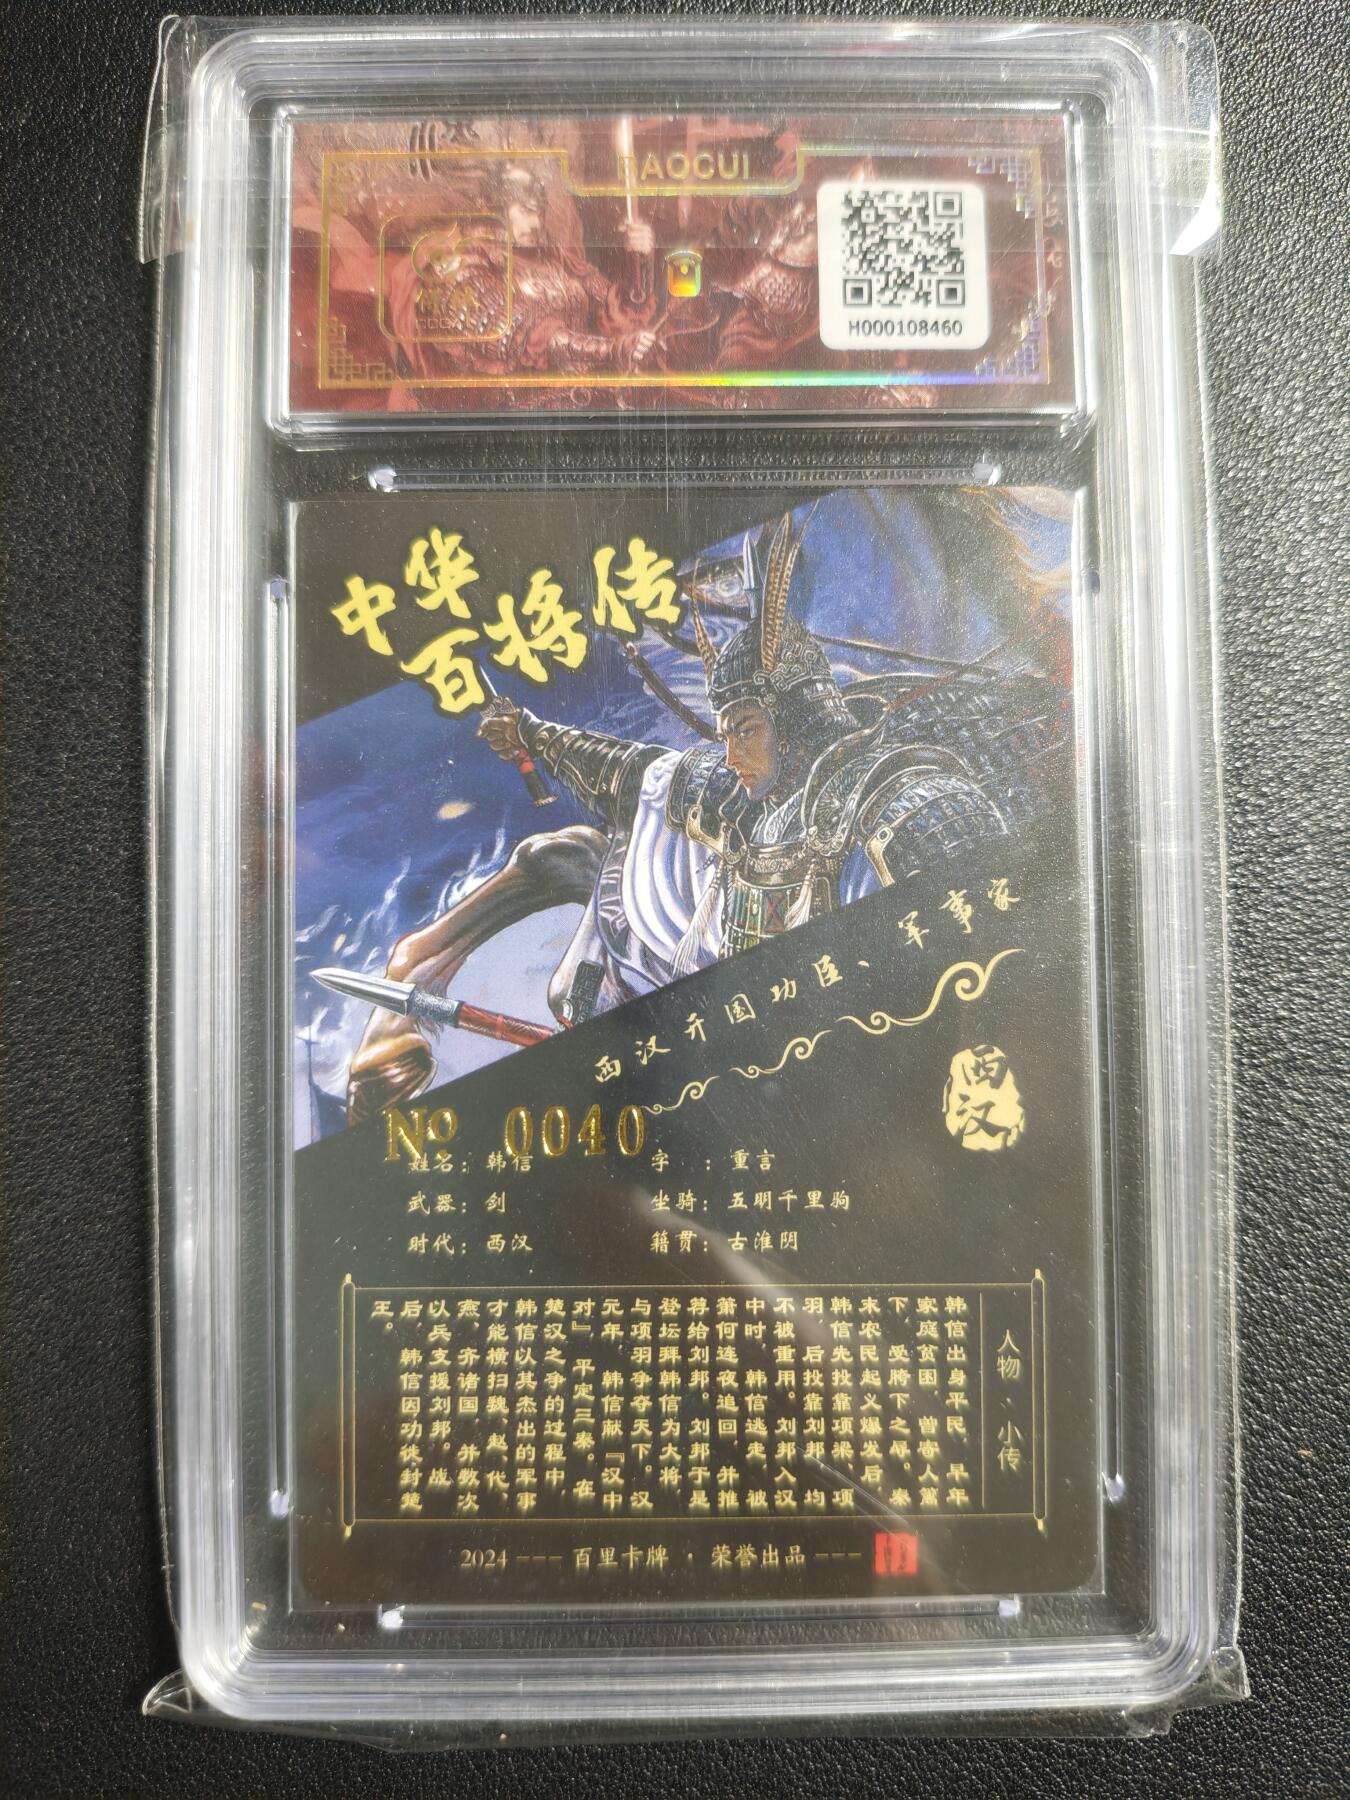 H000108460
中华
百将传
西汉开国功臣、军事家
西汉
No 0040
姓名：韩信 字 ：重言
武器：剑 坐骑：五明千里驹
时代：西汉 籍贯：古淮阴
人物·小传
韩信出身平民，早年
家庭贫困，曾寄人篱
下，受胯下之辱。秦
末农民起义爆发后，
韩信先投靠项梁、项
羽，后投靠刘邦，均
不被重用。刘邦入汉
中时，韩信逃走，被
萧何连夜追回，并推
荐给刘邦。刘邦于是
登坛拜韩信为大将，
与项羽争夺天下。汉
元年，韩信献『汉中
对』，平定三秦。在
楚汉之争的过程中，
韩信以其杰出的军事
才能横扫魏、赵、代、
燕、齐诸国，并数次
以兵支援刘邦。战
后，韩信因功徙封楚
王。
2024 --- 百里卡牌 · 荣誉出品 ---